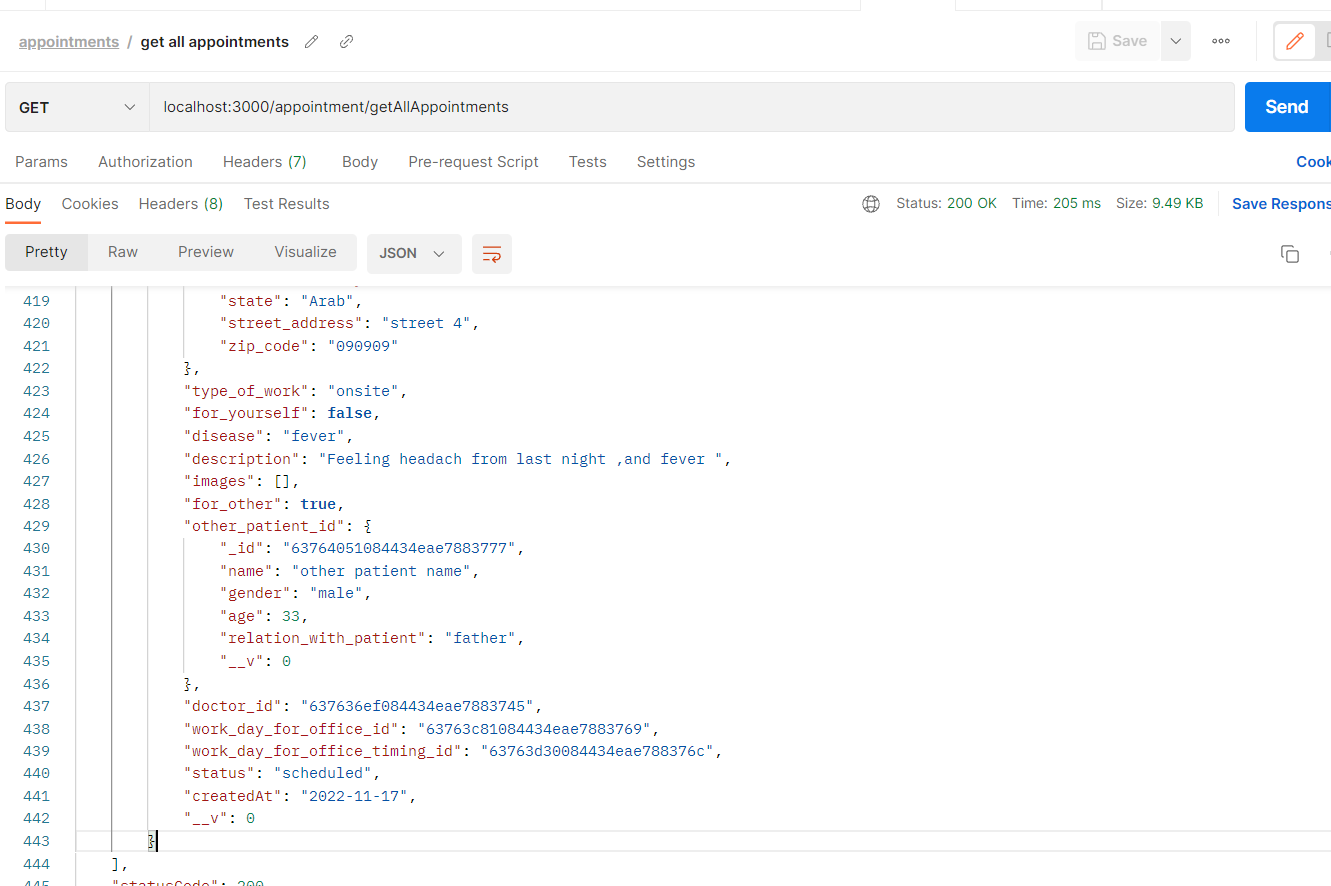 appointments / get all appointments
Save
GET
localhost:3000/appointment/getAllAppointments
Send
Params Authorization Headers (7) Body Pre-request Script Tests Settings Cook
Body Cookies Headers (8) Test Results Status: 200 OK Time: 205 ms Size: 9.49 KB Save Respons
Pretty Raw Preview Visualize JSON
419 "state": "Arab",
420 "street_address": "street 4",
421 "zip_code": "090909"
422 },
423 "type_of_work": "onsite",
424 "for_yourself": false,
425 "disease": "fever",
426 "description": "Feeling headach from last night ,and fever ",
427 "images": [],
428 "for_other": true,
429 "other_patient_id": {
430 "_id": "63764051084434eae7883777",
431 "name": "other patient name",
432 "gender": "male",
433 "age": 33,
434 "relation_with_patient": "father",
435 "__v": 0
436 },
437 "doctor_id": "637636ef084434eae7883745",
438 "work_day_for_office_id": "63763c81084434eae7883769",
439 "work_day_for_office_timing_id": "63763d30084434eae788376c",
440 "status": "scheduled",
441 "createdAt": "2022-11-17",
442 "__v": 0
443 }
444 ],
445 "statusCode": 200